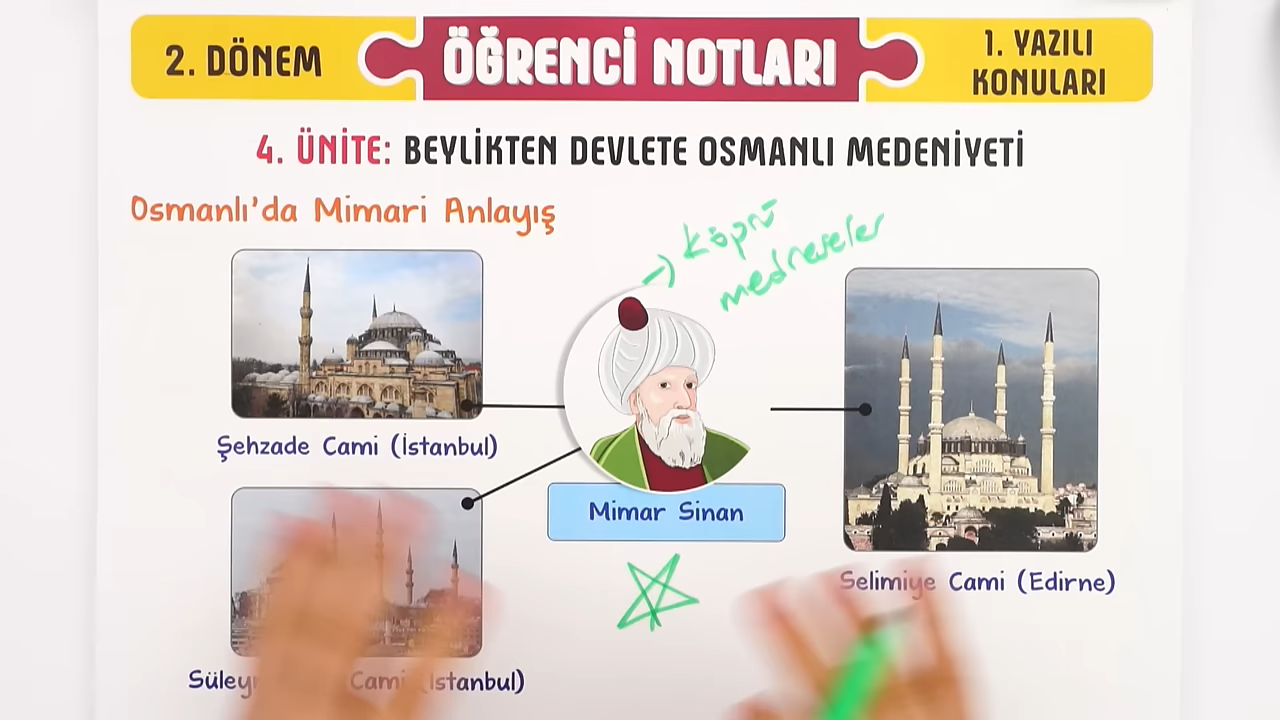 2. DÖNEM
ÖĞRENCİ NOTLARI
1. YAZILI
KONULARI
4. ÜNİTE: BEYLİKTEN DEVLETE OSMANLI MEDENİYETİ
Osmanlı'da Mimari Anlayış
köprü
medreseler
Şehzade Cami (İstanbul)
Mimar Sinan
Selimiye Cami (Edirne)
Cami (İstanbul)